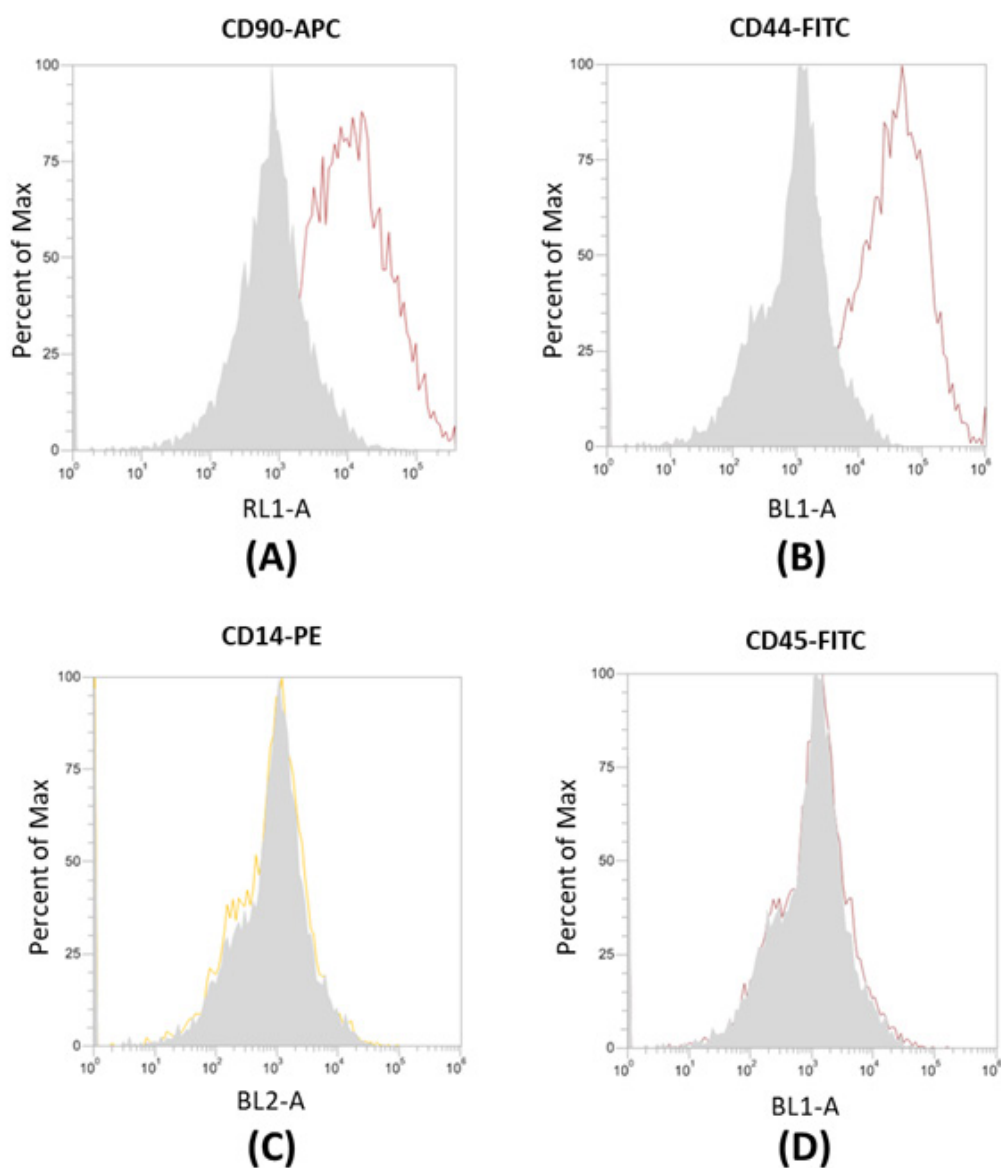 CD90-APC
100
75
50
25
0
Percent of Max
10⁰ 10¹ 10² 10³ 10⁴ 10⁵
RL1-A
(A)
CD44-FITC
100
75
50
25
0
Percent of Max
10⁰ 10¹ 10² 10³ 10⁴ 10⁵ 10⁶
BL1-A
(B)
CD14-PE
100
75
50
25
0
Percent of Max
10⁰ 10¹ 10² 10³ 10⁴ 10⁵ 10⁶
BL2-A
(C)
CD45-FITC
100
75
50
25
0
Percent of Max
10⁰ 10¹ 10² 10³ 10⁴ 10⁵ 10⁶
BL1-A
(D)